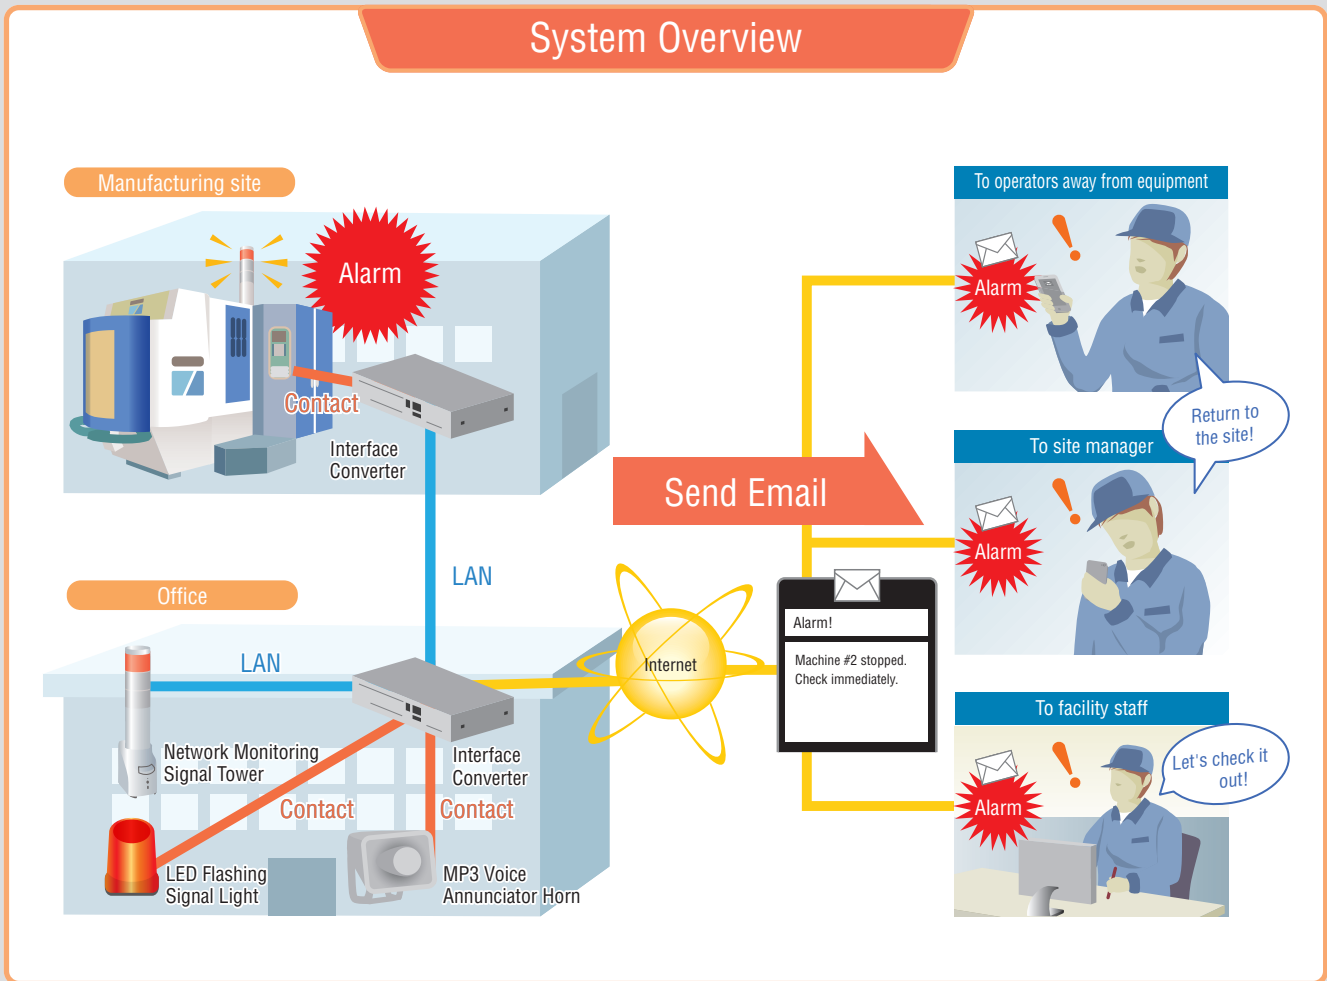 System Overview
Manufacturing site
Alarm
Contact
Interface
Converter
LAN
Office
LAN
Network Monitoring
Signal Tower
Interface
Converter
Contact
Contact
LED Flashing
Signal Light
MP3 Voice
Annunciator Horn
Internet
Send Email
Alarm!
Machine #2 stopped.
Check immediately.
To operators away from equipment
Alarm
Return to
the site!
To site manager
Alarm
To facility staff
Alarm
Let's check it
out!